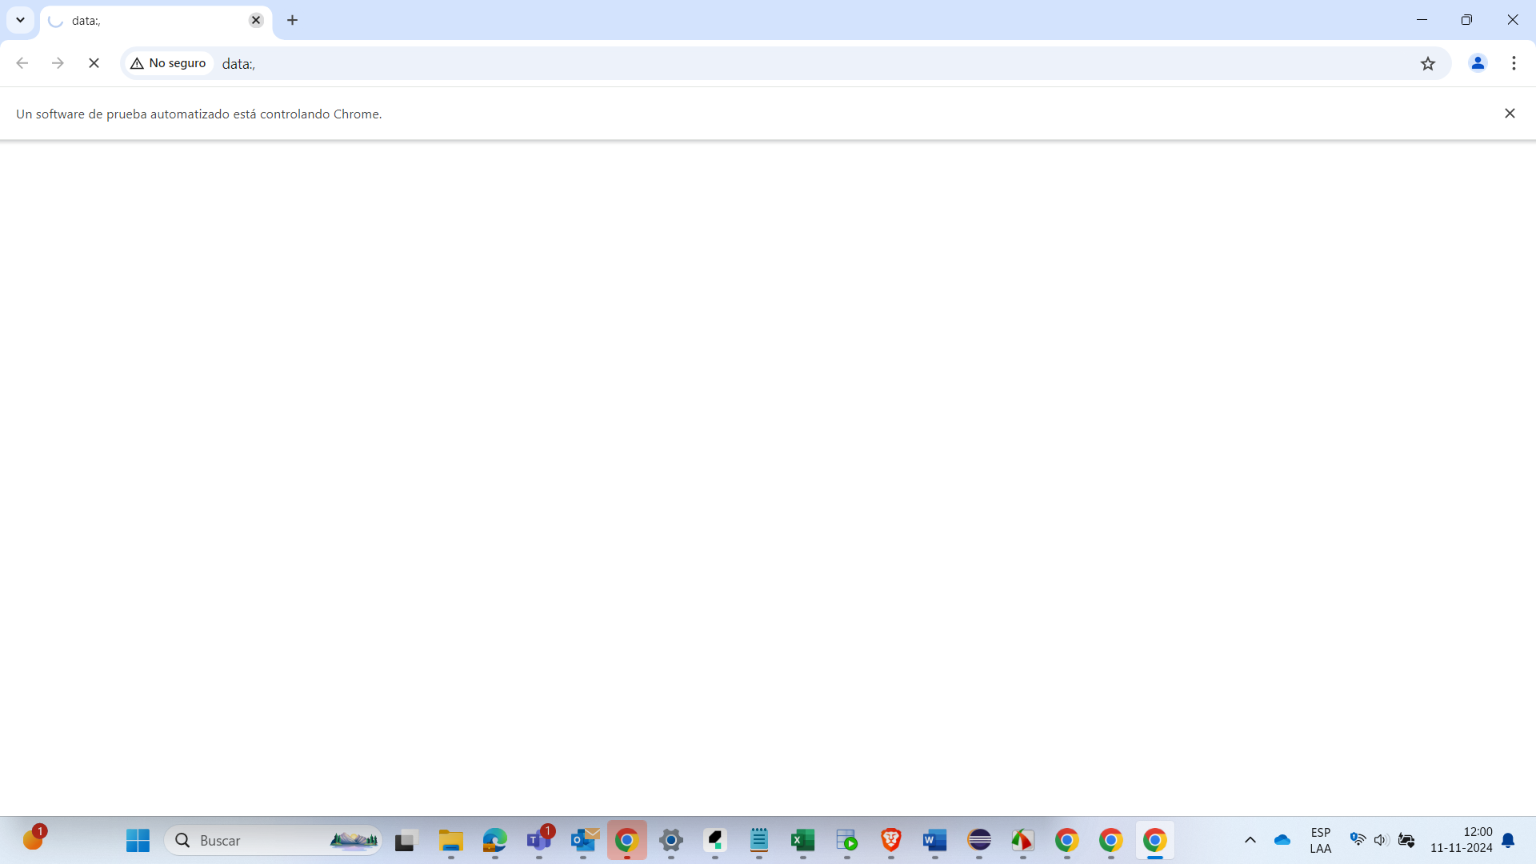 data:,
No seguro
data:,
Un software de prueba automatizado está controlando Chrome.
1
Buscar
1
ESP
LAA
12:00
11-11-2024